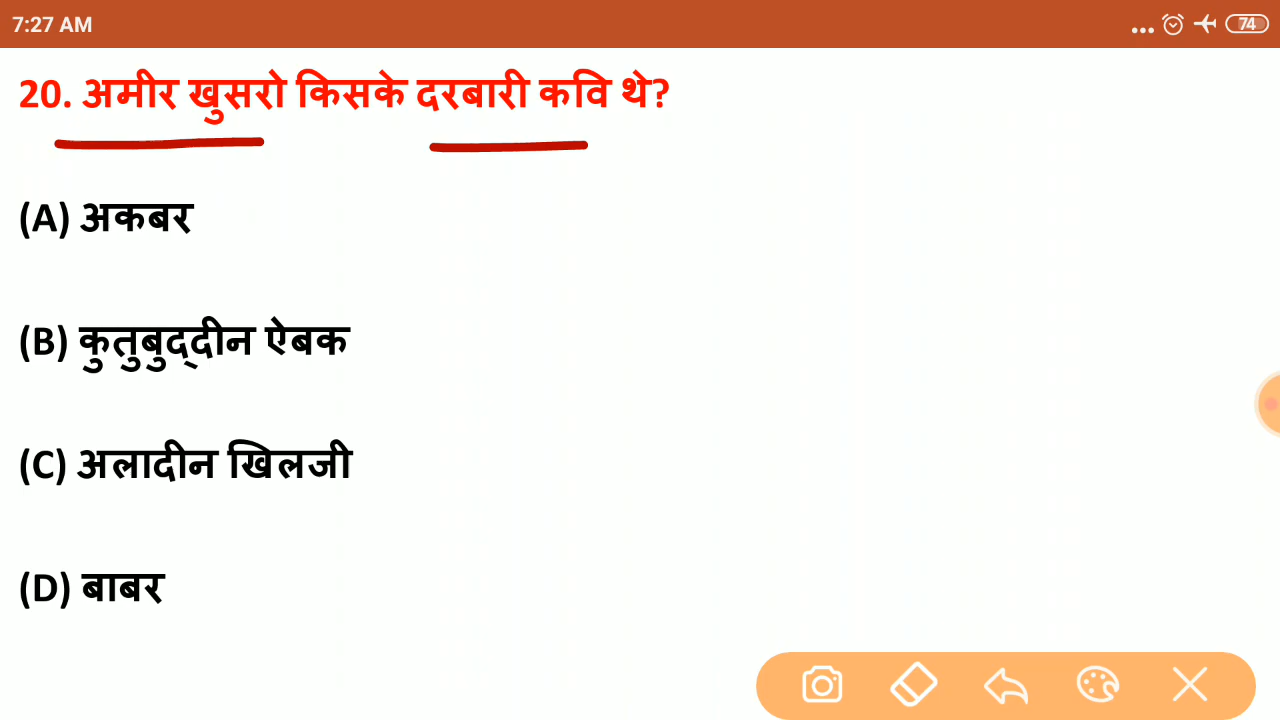 7:27 AM
74
20. अमीर खुसरो किसके दरबारी कवि थे?
(A) अकबर
(B) कुतुबुद्दीन ऐबक
(C) अलादीन खिलजी
(D) बाबर